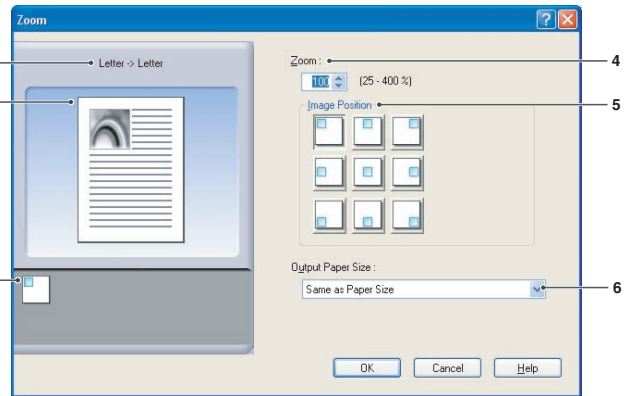 Zoom
Letter -> Letter
Zoom :
4
100
(25 - 400 %)
Image Position
5
Output Paper Size :
Same as Paper Size
6
OK
Cancel
Help